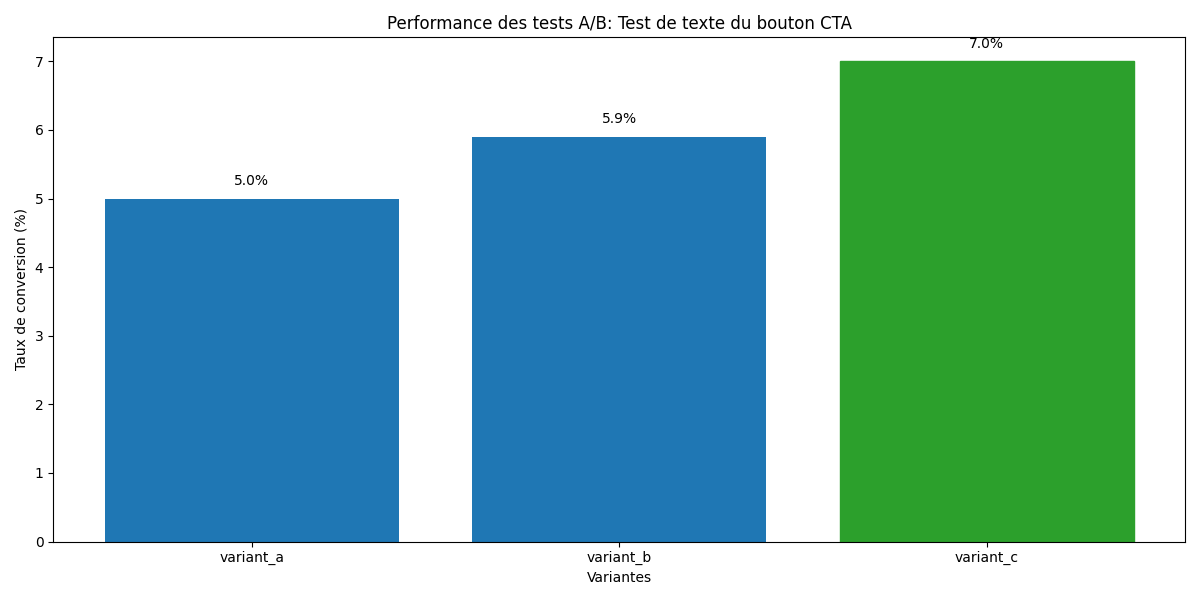 Performance des tests A/B: Test de texte du bouton CTA
7.0%
5.9%
5.0%
Taux de conversion (%)
7
6
5
4
3
2
1
0
variant_a
variant_b
variant_c
Variantes